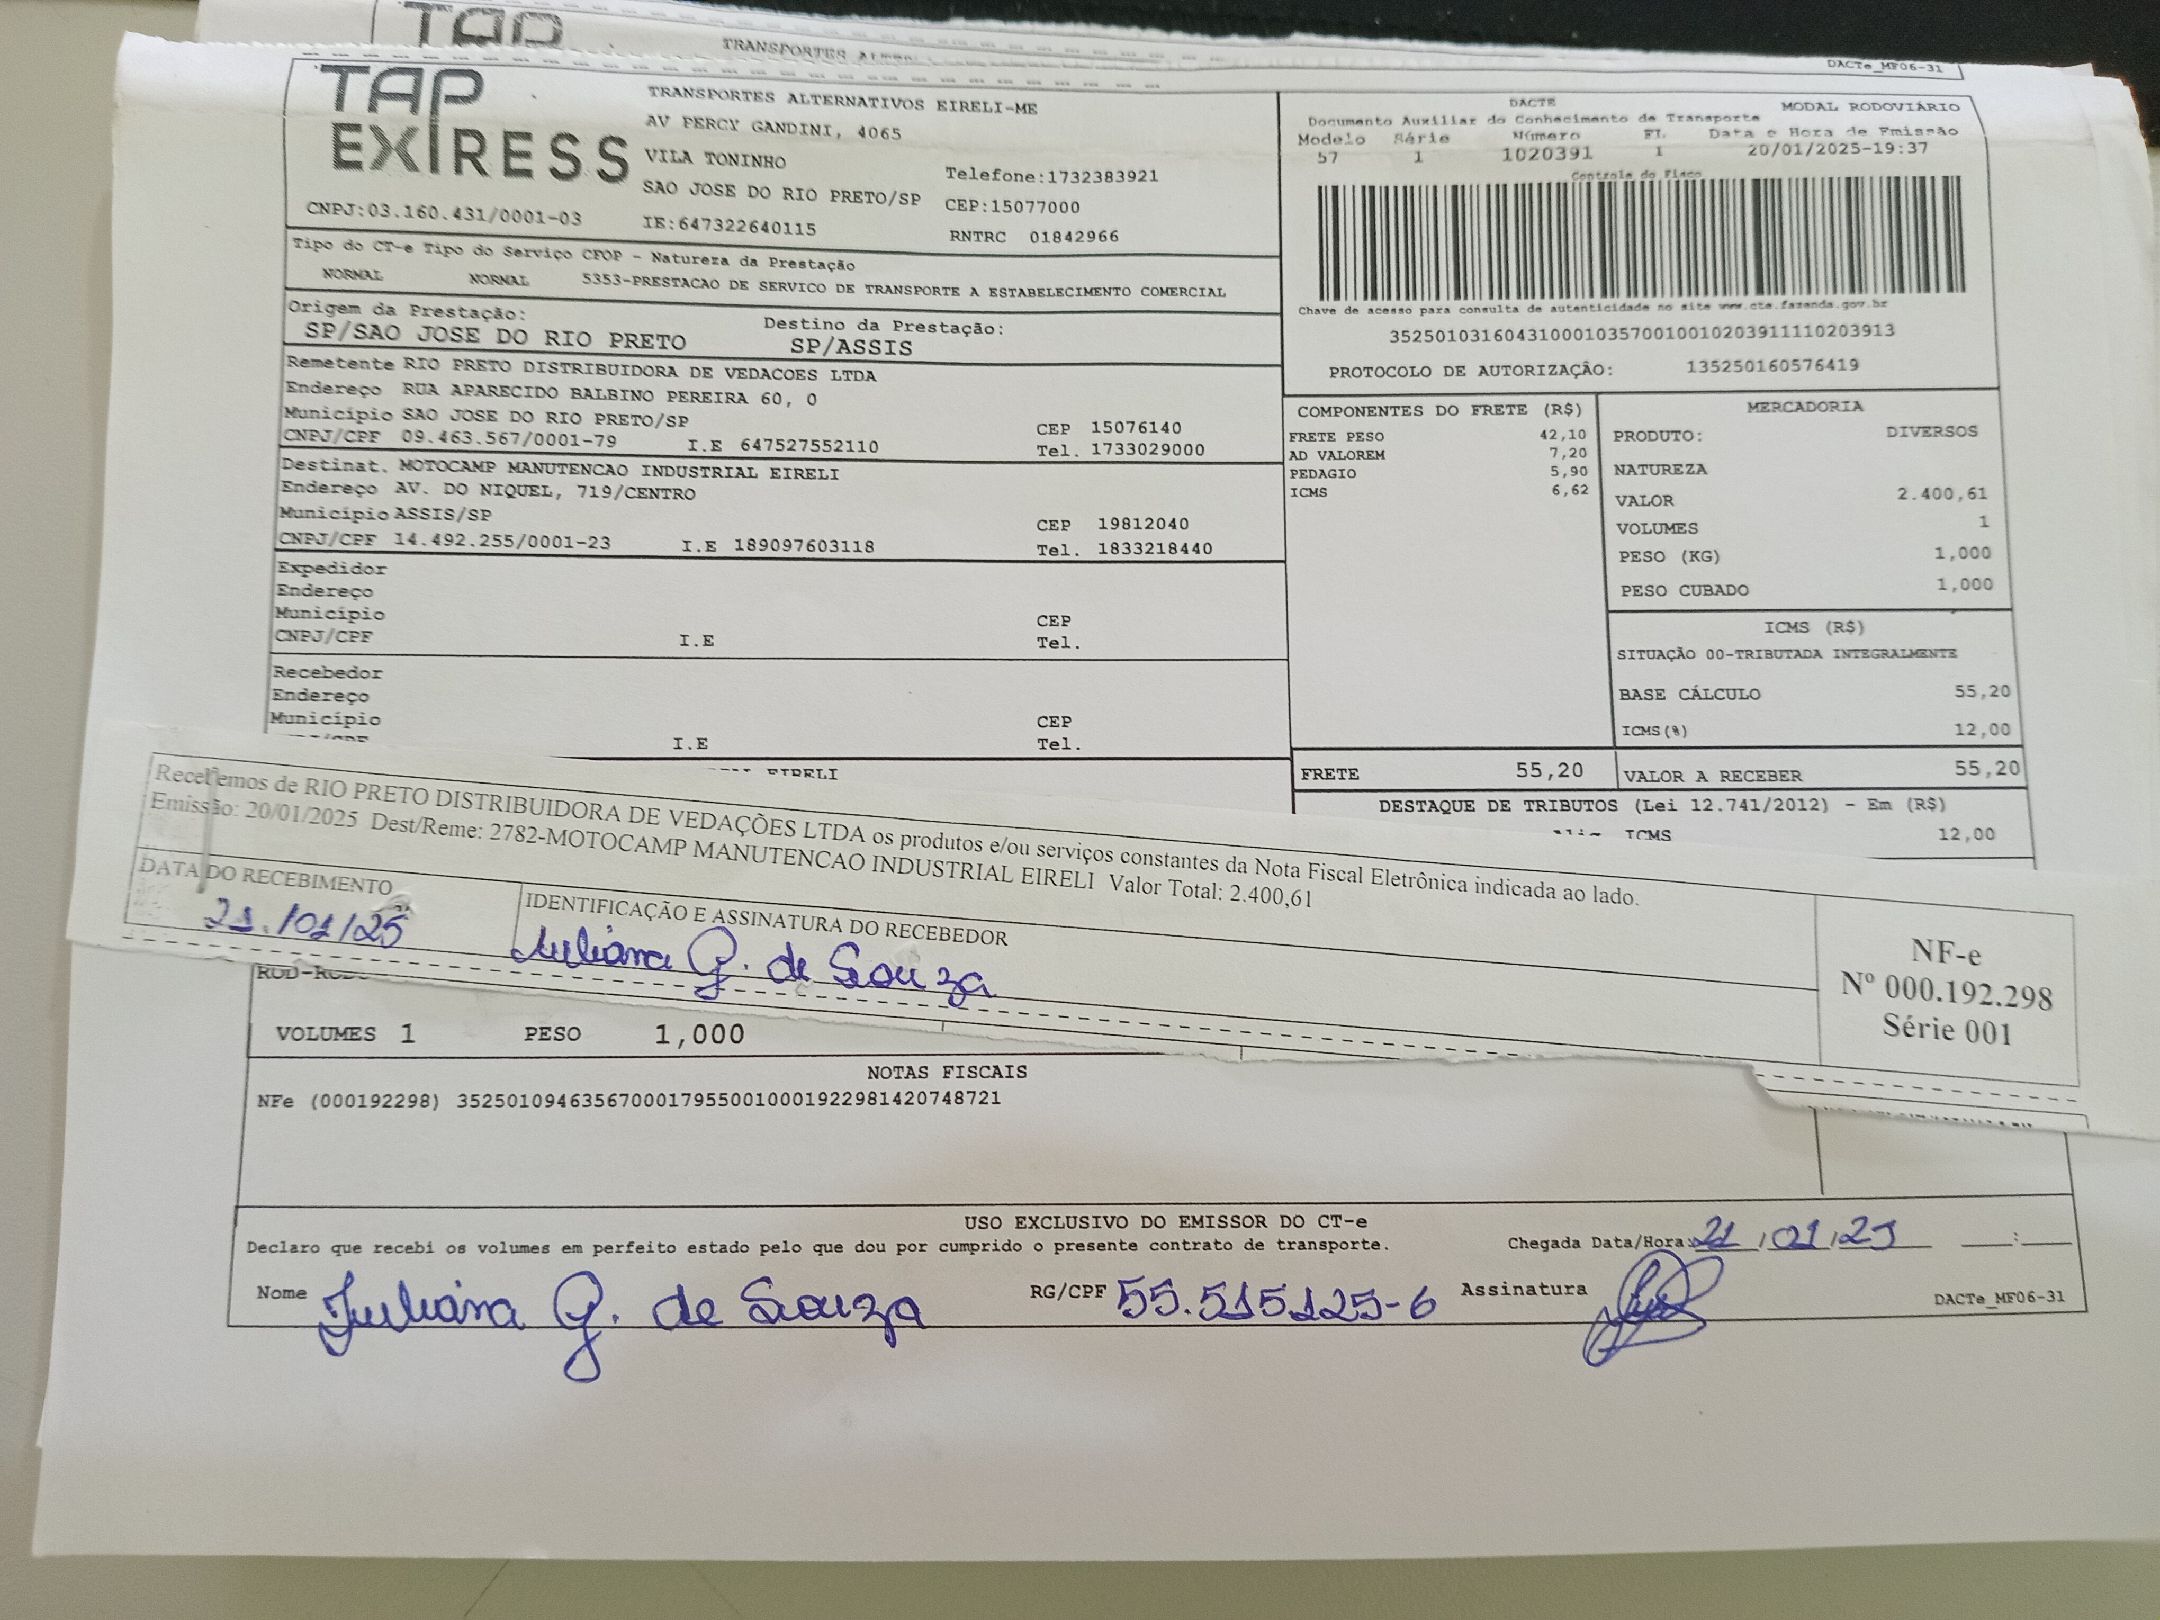 TAP
TRANSPORTES
DACTe_MF06-31
TAP EXIRESS
TRANSPORTES ALTERNATIVOS EIRELI-ME
AV PERCY GANDINI, 4065
VILA TONINHO
Telefone:1732383921
SAO JOSE DO RIO PRETO/SP CEP:15077000
CNPJ:03.160.431/0001-03 IE:647322640115 RNTRC 01842966
DACTE MODAL RODOVIÁRIO
Documento Auxiliar do Conhecimento de Transporte
Modelo Série Número FL Data e Hora de Emissão
57 1 1020391 1 20/01/2025-19:37
Controle do Fisco
Chave de acesso para consulta de autenticidade no site www.cte.fazenda.gov.br
35250103160431000103570010010203911110203913
PROTOCOLO DE AUTORIZAÇÃO: 135250160576419
Tipo do CT-e Tipo do Serviço CFOP - Natureza da Prestação
NORMAL NORMAL 5353-PRESTACAO DE SERVICO DE TRANSPORTE A ESTABELECIMENTO COMERCIAL
Origem da Prestação: Destino da Prestação:
SP/SAO JOSE DO RIO PRETO SP/ASSIS
Remetente RIO PRETO DISTRIBUIDORA DE VEDACOES LTDA
Endereço RUA APARECIDO BALBINO PEREIRA 60, 0
Município SAO JOSE DO RIO PRETO/SP CEP 15076140
CNPJ/CPF 09.463.567/0001-79 I.E 647527552110 Tel. 1733029000
Destinat. MOTOCAMP MANUTENCAO INDUSTRIAL EIRELI
Endereço AV. DO NIQUEL, 719/CENTRO
Município ASSIS/SP CEP 19812040
CNPJ/CPF 14.492.255/0001-23 I.E 189097603118 Tel. 1833218440
Expedidor
Endereço
Município CEP
CNPJ/CPF I.E Tel.
Recebedor
Endereço
Município CEP
I.E Tel.
EIRELI
COMPONENTES DO FRETE (R$)
FRETE PESO 42,10
AD VALOREM 7,20
PEDAGIO 5,90
ICMS 6,62
MERCADORIA
PRODUTO: DIVERSOS
NATUREZA
VALOR 2.400,61
VOLUMES 1
PESO (KG) 1,000
PESO CUBADO 1,000
ICMS (R$)
SITUAÇÃO 00-TRIBUTADA INTEGRALMENTE
BASE CÁLCULO 55,20
ICMS(%) 12,00
FRETE 55,20 VALOR A RECEBER 55,20
DESTAQUE DE TRIBUTOS (Lei 12.741/2012) - Em (R$)
ICMS 12,00
Recebemos de RIO PRETO DISTRIBUIDORA DE VEDAÇÕES LTDA os produtos e/ou serviços constantes da Nota Fiscal Eletrônica indicada ao lado.
Emissão: 20/01/2025 Dest/Reme: 2782-MOTOCAMP MANUTENCAO INDUSTRIAL EIRELI Valor Total: 2.400,61
DATA DO RECEBIMENTO IDENTIFICAÇÃO E ASSINATURA DO RECEBEDOR
21/01/25 Juliana G. de Souza
NF-e
Nº 000.192.298
Série 001
VOLUMES 1 PESO 1,000
NOTAS FISCAIS
NFe (000192298) 35250109463567000179550010001922981420748721
USO EXCLUSIVO DO EMISSOR DO CT-e
Declaro que recebi os volumes em perfeito estado pelo que dou por cumprido o presente contrato de transporte. Chegada Data/Hora: 21/01/25 __:__
Nome Juliana G. de Souza RG/CPF 55.515.125-6 Assinatura
DACTe_MF06-31